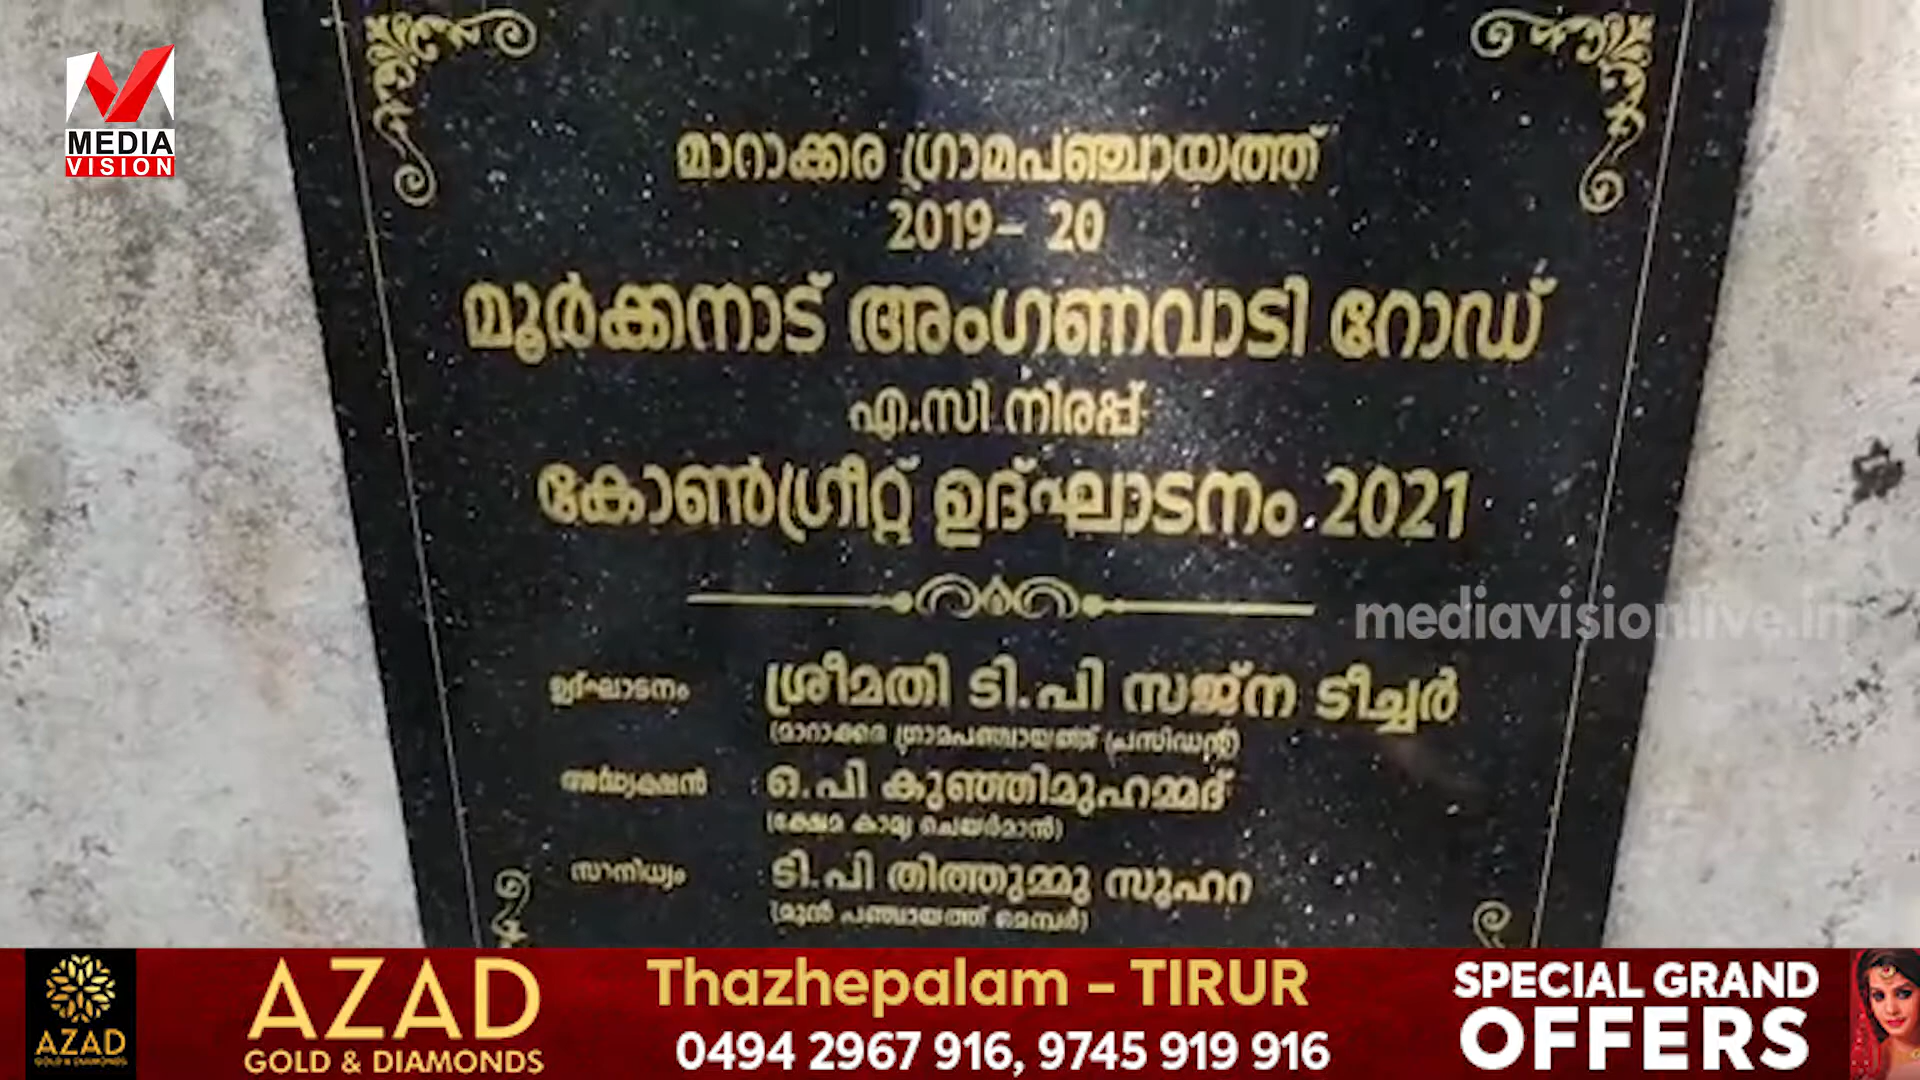 MEDIA
VISION
മാറാക്കര ഗ്രാമപഞ്ചായത്ത്
2019- 20
മൂർക്കനാട് അംഗണവാടി റോഡ്
എ.സി നിരപ്പ്
കോൺഗ്രീറ്റ് ഉദ്ഘാടനം 2021
mediavisionlive.in
ഉദ്ഘാടനം ശ്രീമതി ടി.പി സജ്ന ടീച്ചർ
(മാറാക്കര ഗ്രാമപഞ്ചായത്ത് പ്രസിഡന്റ്)
അദ്ധ്യക്ഷൻ ഒ.പി കുഞ്ഞിമുഹമ്മദ്
(ക്ഷേമ കാര്യ ചെയർമാൻ)
സാനിധ്യം ടി.പി തിത്തുമ്മു സുഹറ
(മുൻ പഞ്ചായത്ത് മെമ്പർ)
AZAD
GOLD & DIAMONDS
AZAD
GOLD & DIAMONDS
Thazhepalam - TIRUR
0494 2967 916, 9745 919 916
SPECIAL GRAND
OFFERS